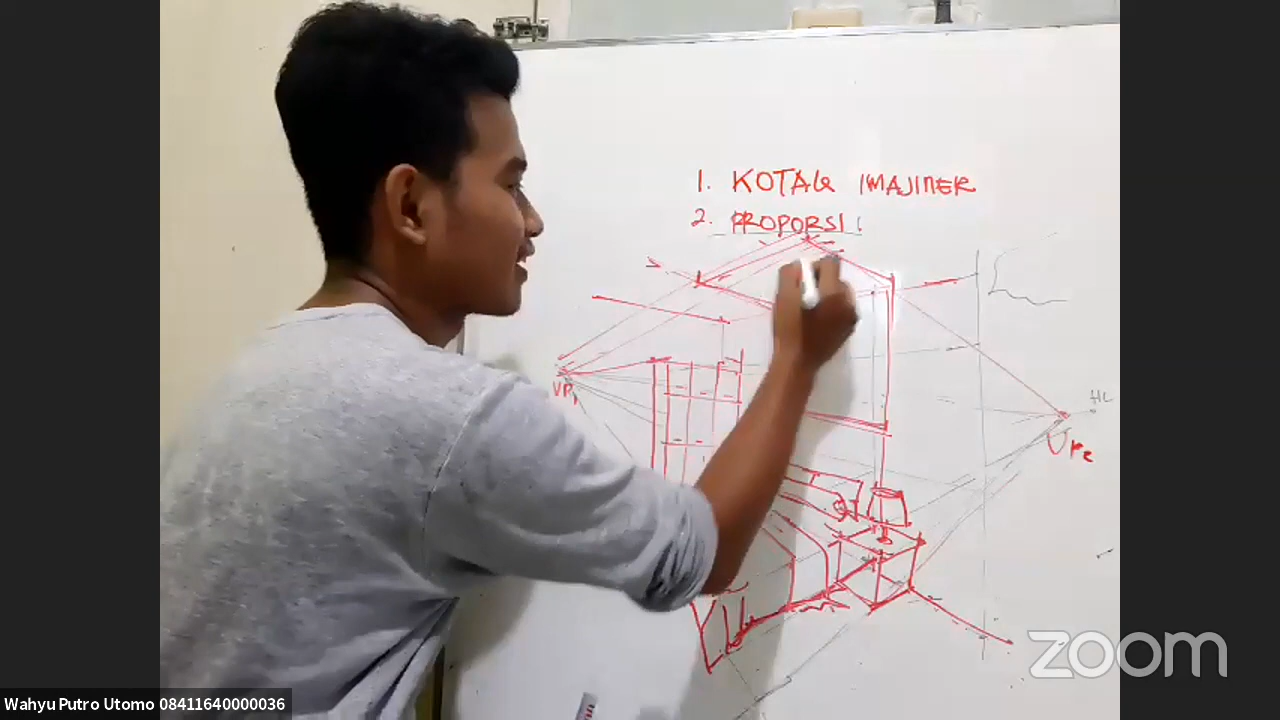 1. KOTAK IMAJINER
2. PROPORSI :
VP1
HL
VP2
zoom
Wahyu Putro Utomo 08411640000036